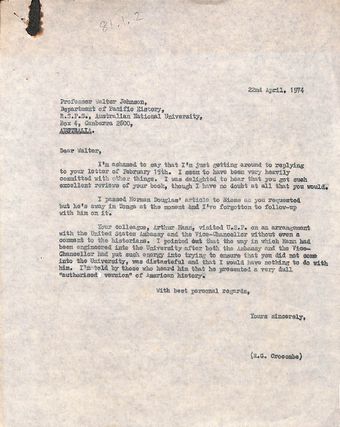 81.1.2
22nd April, 1974
Professor Walter Johnson,
Department of Pacific History,
R.S.P.S., Australian National University,
Box 4, Canberra 2600,
AUSTRALIA.
Dear Walter,
I'm ashamed to say that I'm just getting around to replying
to your letter of February 15th. I seem to have been very heavily
committed with other things. I was delighted to hear that you got such
excellent reviews of your book, though I have no doubt at all that you would.
I passed Norman Douglas' article to Sione as you requested
but he's away in Tonga at the moment and I've forgotten to follow-up
with him on it.
Your colleague, Arthur Mann, visited U.S.P. on an arrangement
with the United States Embassy and the Vice-Chancellor without even a
comment to the historians. I pointed out that the way in which Mann had
been engineered into the University after both the Embassy and the Vice-
Chancellor had put such energy into trying to ensure that you did not come
into the University, was distasteful and that I would have nothing to do with
him. I'm told by those who heard him that he presented a very dull
"authorised version" of American history.
With best personal regards,
Yours sincerely,
(R.G. Crocombe)